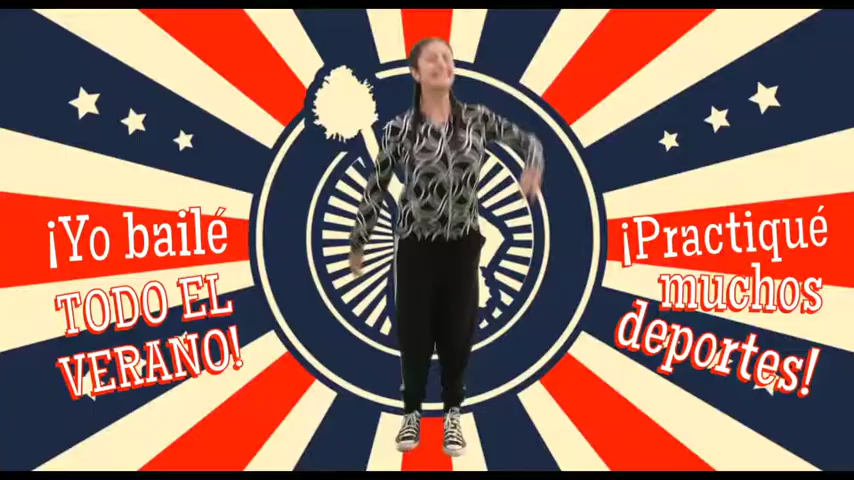 ¡Yo bailé
TODO EL
VERANO!
¡Practiqué
muchos
deportes!